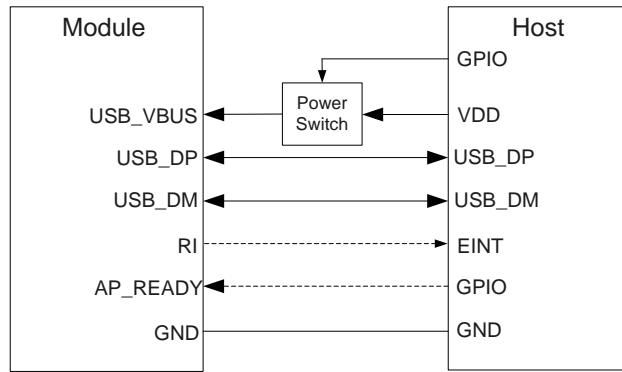 Module
Host
GPIO
Power
Switch
USB_VBUS
VDD
USB_DP
USB_DP
USB_DM
USB_DM
RI
EINT
AP_READY
GPIO
GND
GND